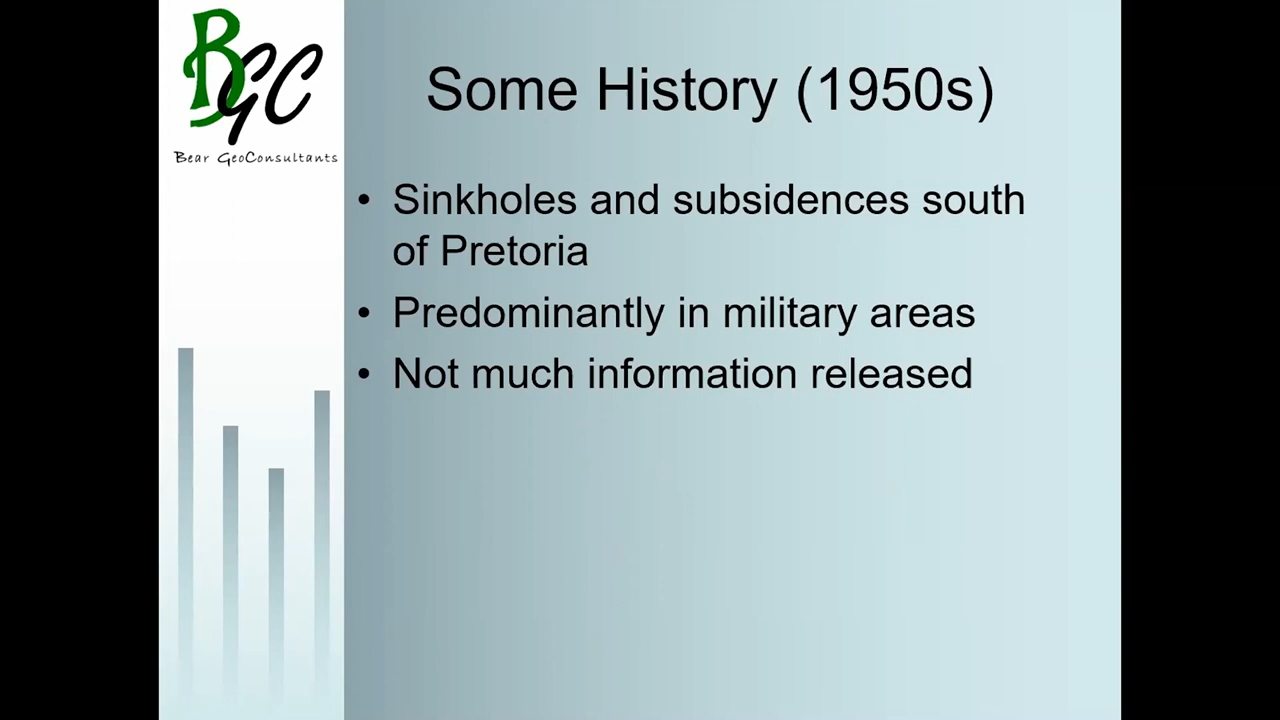 BGC
Bear GeoConsultants
Some History (1950s)
• Sinkholes and subsidences south
of Pretoria
• Predominantly in military areas
• Not much information released